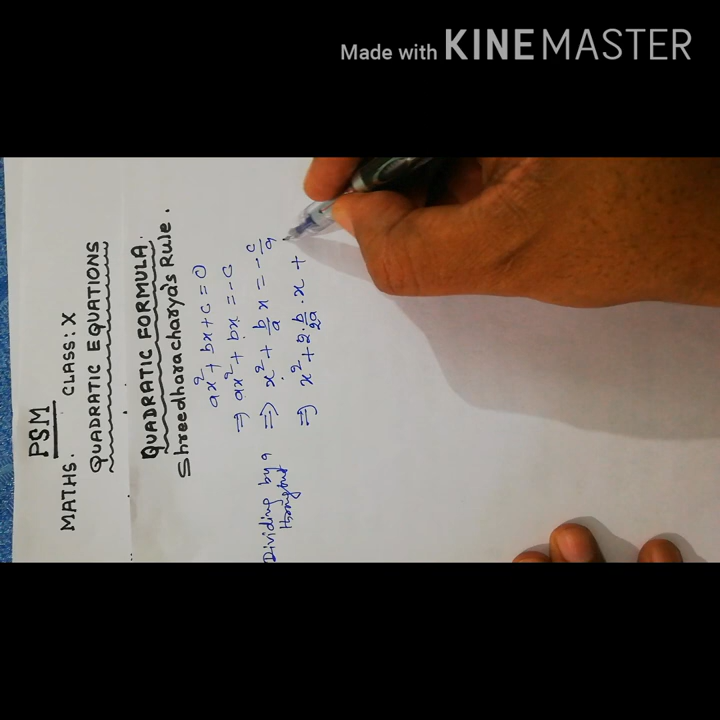 Made with KINEMASTER
PSM
MATHS. CLASS: X
QUADRATIC EQUATIONS
QUADRATIC FORMULA.
Shreedharacharya's Rule.
ax² + bx + c = 0
⇒ ax² + bx = -c
Dividing by a throughout ⇒ x² + b/a x = -c/a
⇒ x² + 2·b/2a·x +